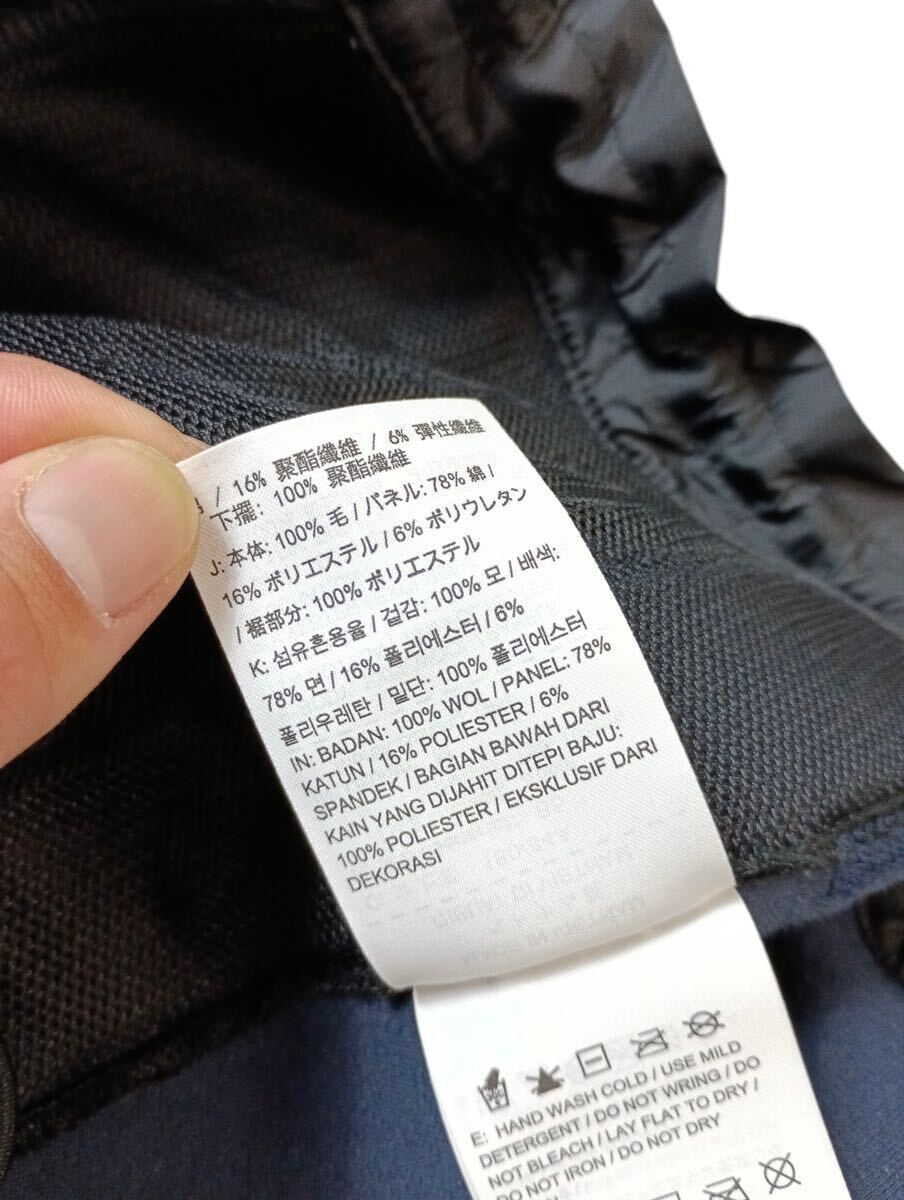 / 16% 聚酯纖維 / 6% 彈性纖維
下擺: 100% 聚酯纖維
J: 本体: 100% 毛 / パネル: 78% 綿 /
16% ポリエステル / 6% ポリウレタン
/ 裾部分: 100% ポリエステル
K: 섬유혼용율 / 겉감: 100% 모 / 배색:
78% 면 / 16% 폴리에스터 / 6%
폴리우레탄 / 밑단: 100% 폴리에스터
IN: BADAN: 100% WOL / PANEL: 78%
KATUN / 16% POLIESTER / 6%
SPANDEK / BAGIAN BAWAH DARI
KAIN YANG DIJAHIT DITEPI BAJU:
100% POLIESTER / EKSKLUSIF DARI
DEKORASI
E: HAND WASH COLD / USE MILD
DETERGENT / DO NOT WRING / DO
NOT BLEACH / LAY FLAT TO DRY /
DO NOT IRON / DO NOT DRY